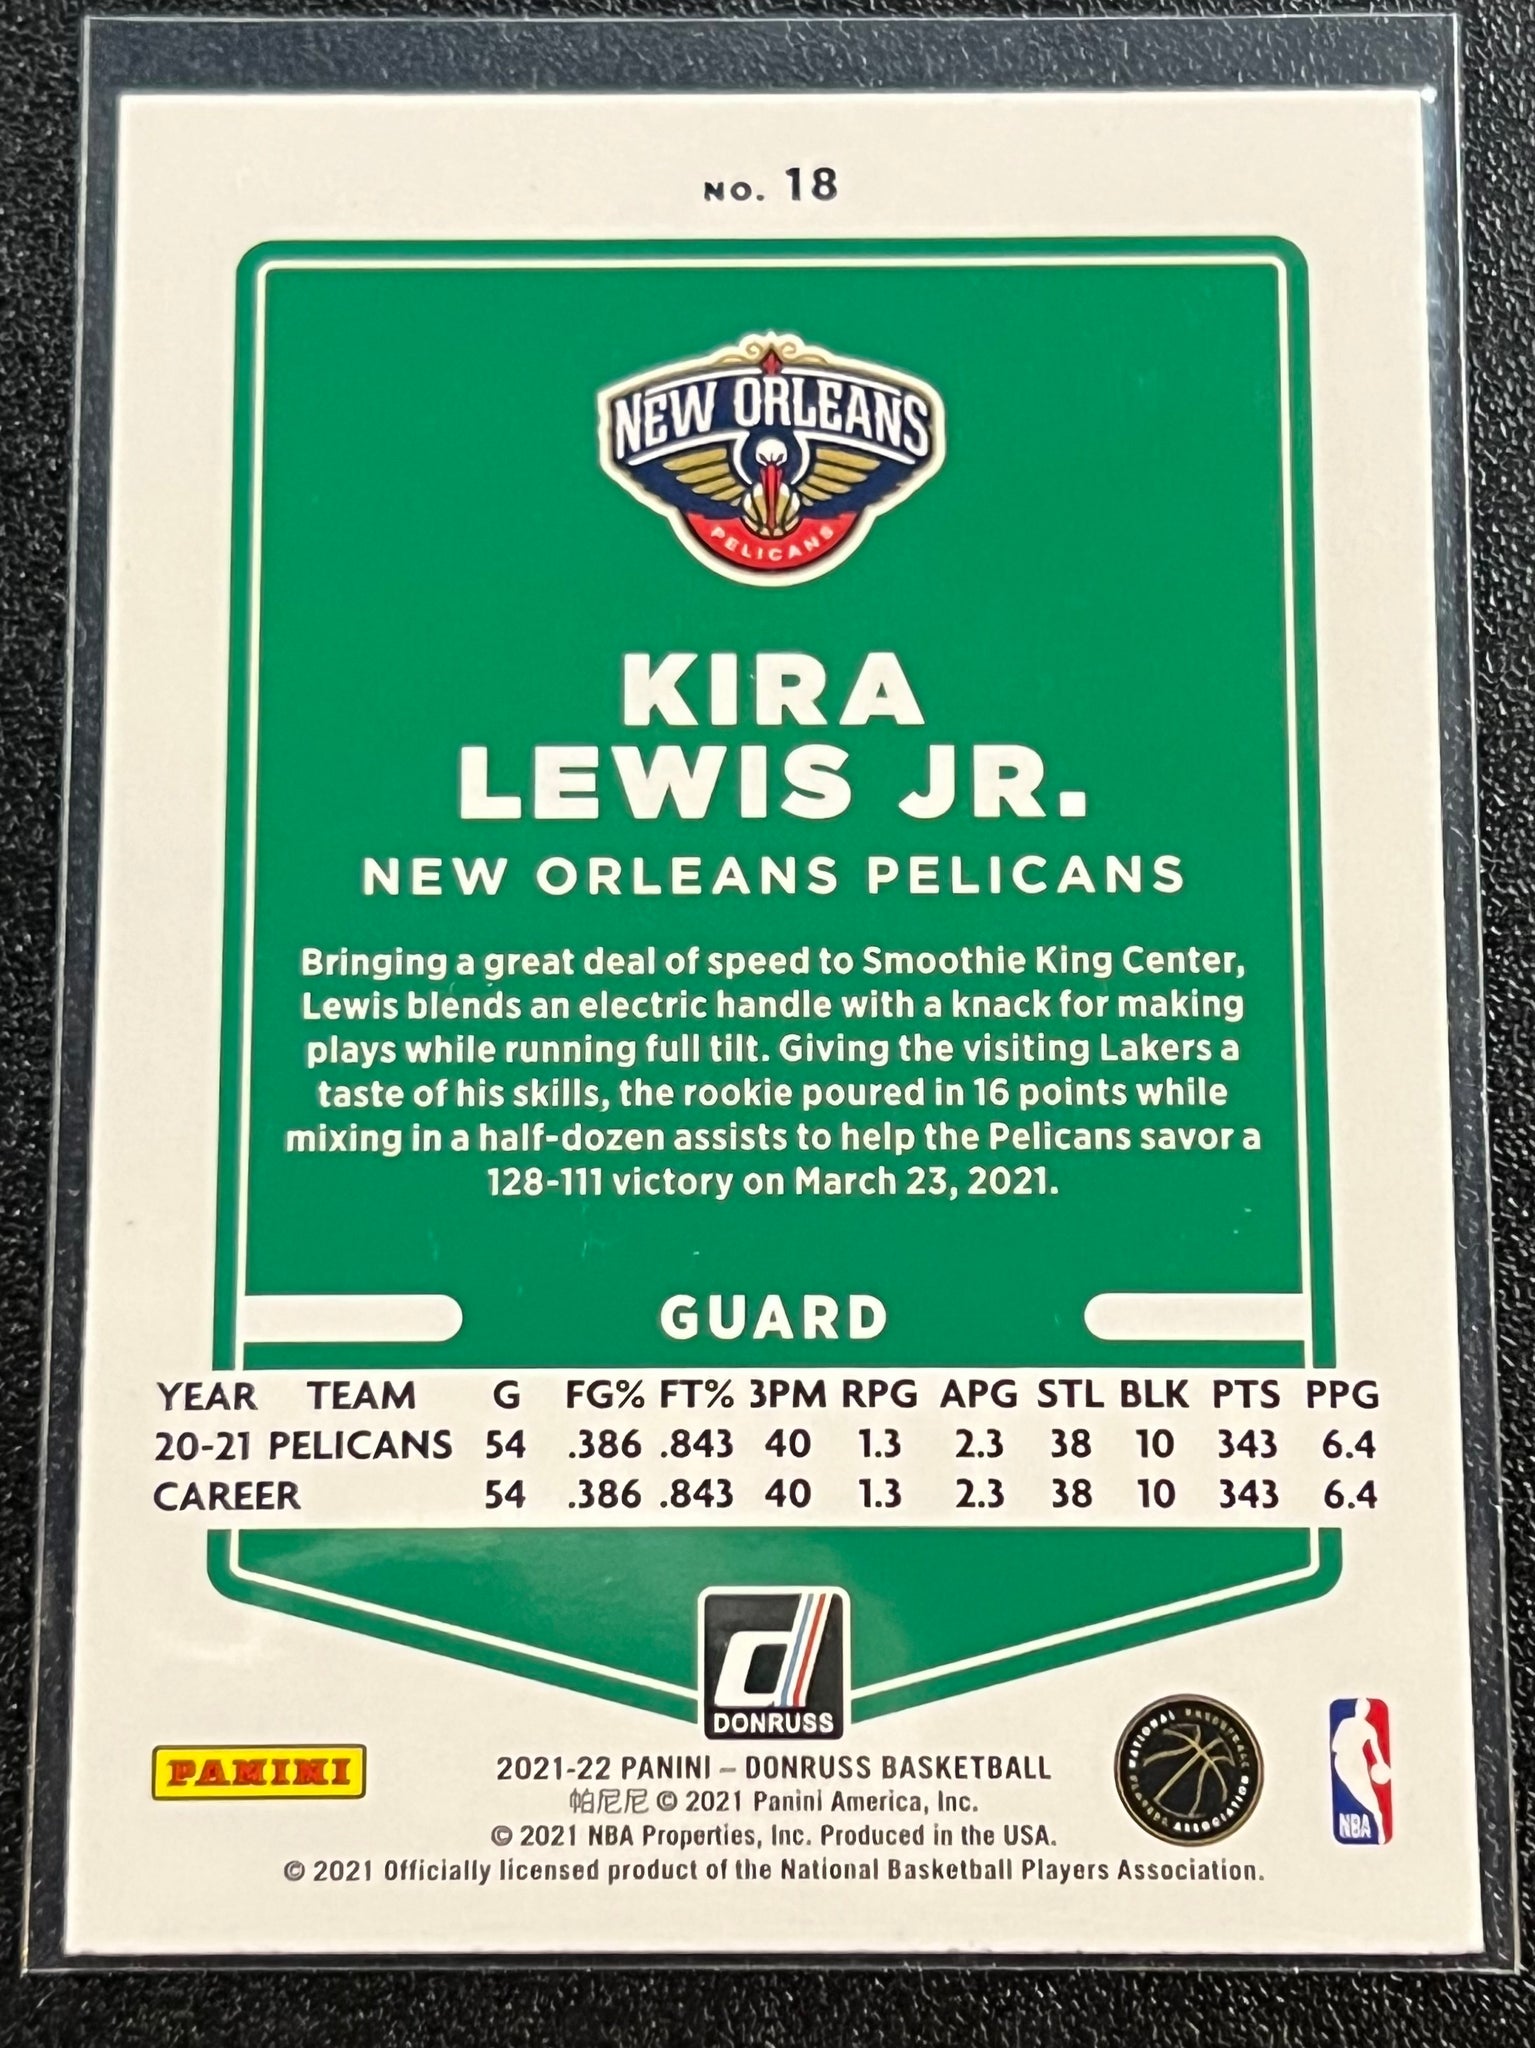 NO. 18
NEW ORLEANS
PELICANS
KIRA
LEWIS JR.
NEW ORLEANS PELICANS
Bringing a great deal of speed to Smoothie King Center,
Lewis blends an electric handle with a knack for making
plays while running full tilt. Giving the visiting Lakers a
taste of his skills, the rookie poured in 16 points while
mixing in a half-dozen assists to help the Pelicans savor a
128-111 victory on March 23, 2021.
GUARD
YEAR TEAM G FG% FT% 3PM RPG APG STL BLK PTS PPG
20-21 PELICANS 54 .386 .843 40 1.3 2.3 38 10 343 6.4
CAREER 54 .386 .843 40 1.3 2.3 38 10 343 6.4
d
DONRUSS
PANINI
2021-22 PANINI – DONRUSS BASKETBALL
帕尼尼 © 2021 Panini America, Inc.
© 2021 NBA Properties, Inc. Produced in the USA.
© 2021 Officially licensed product of the National Basketball Players Association.
NATIONAL BASKETBALL
PLAYERS ASSOCIATION
NBA